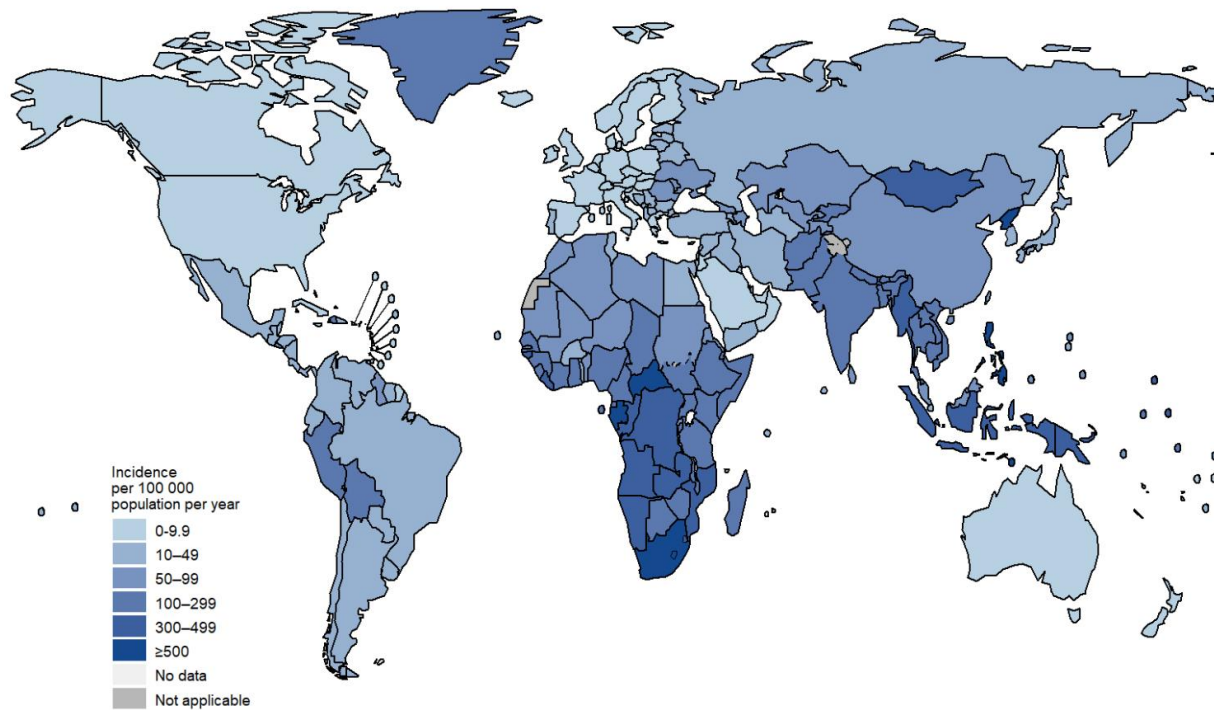 Incidence
per 100 000
population per year
0-9.9
10–49
50–99
100–299
300–499
≥500
No data
Not applicable